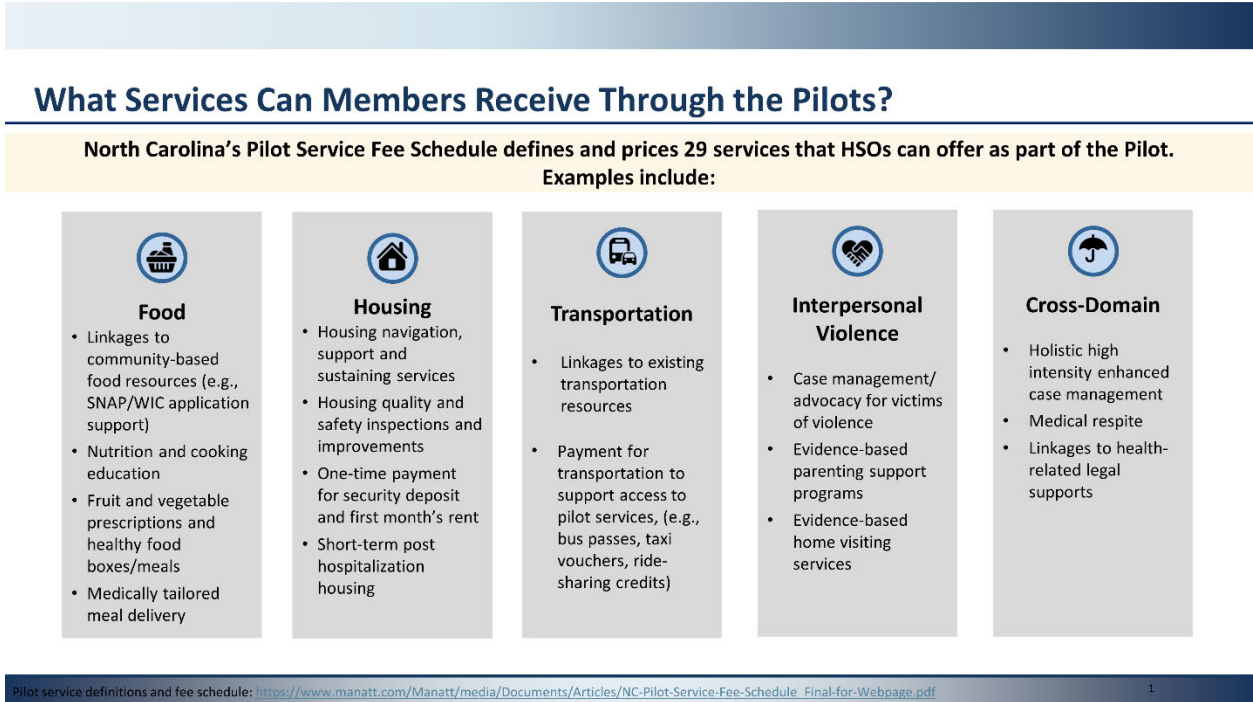 What Services Can Members Receive Through the Pilots?
North Carolina's Pilot Service Fee Schedule defines and prices 29 services that HSOs can offer as part of the Pilot.
Examples include:
Food
• Linkages to
community-based
food resources (e.g.,
SNAP/WIC application
support)
• Nutrition and cooking
education
• Fruit and vegetable
prescriptions and
healthy food
boxes/meals
• Medically tailored
meal delivery
Housing
• Housing navigation,
support and
sustaining services
• Housing quality and
safety inspections and
improvements
• One-time payment
for security deposit
and first month's rent
• Short-term post
hospitalization
housing
Transportation
• Linkages to existing
transportation
resources
• Payment for
transportation to
support access to
pilot services, (e.g.,
bus passes, taxi
vouchers, ride-
sharing credits)
Interpersonal
Violence
• Case management/
advocacy for victims
of violence
• Evidence-based
parenting support
programs
• Evidence-based
home visiting
services
Cross-Domain
• Holistic high
intensity enhanced
case management
• Medical respite
• Linkages to health-
related legal
supports
Pilot service definitions and fee schedule: https://www.manatt.com/Manatt/media/Documents/Articles/NC-Pilot-Service-Fee-Schedule_Final-for-Webpage.pdf
1